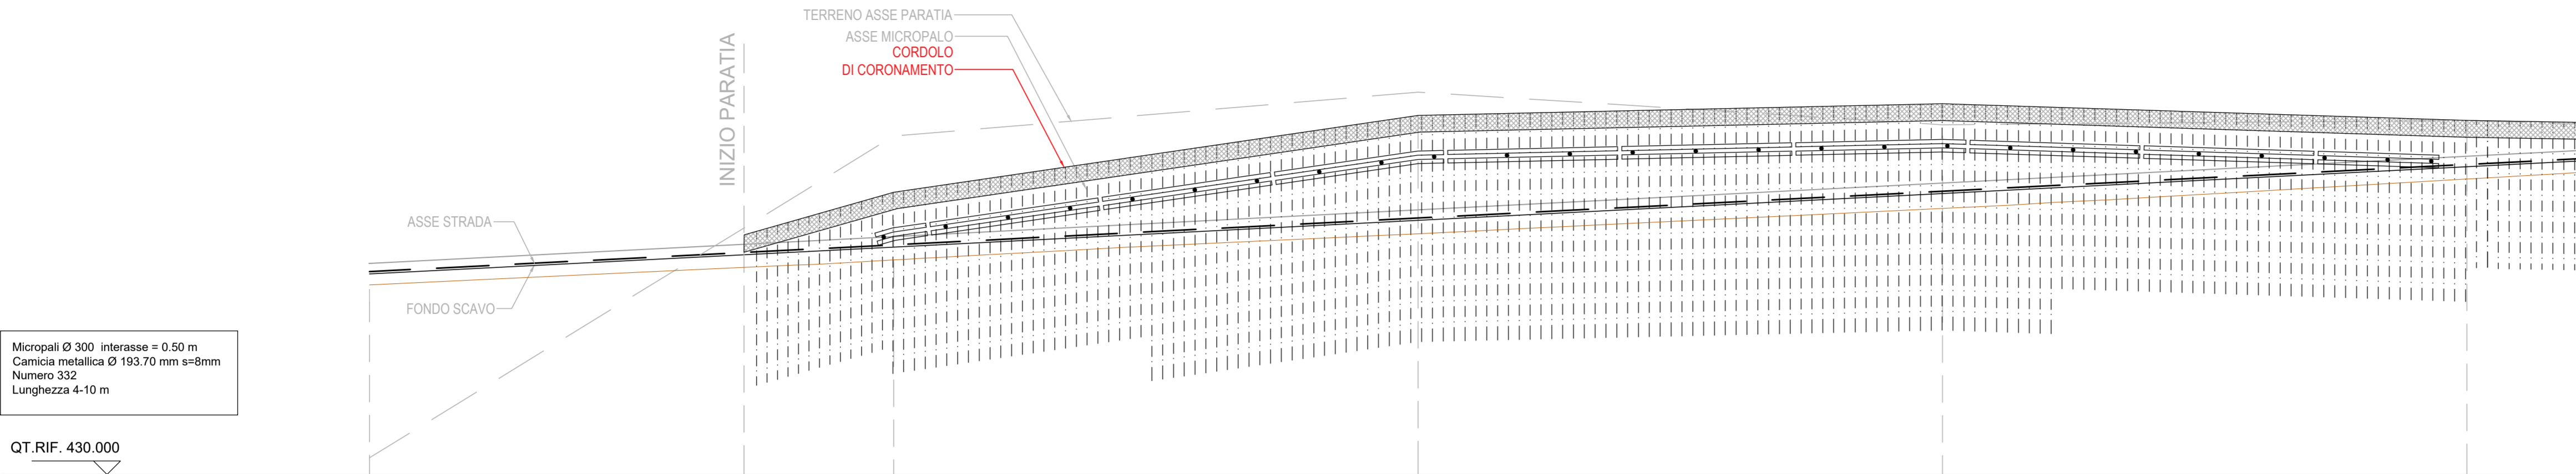 TERRENO ASSE PARATIA
ASSE MICROPALO
CORDOLO
DI CORONAMENTO
INIZIO PARATIA
ASSE STRADA
FONDO SCAVO
Micropali Ø 300 interasse = 0.50 m
Camicia metallica Ø 193.70 mm s=8mm
Numero 332
Lunghezza 4-10 m
QT.RIF. 430.000